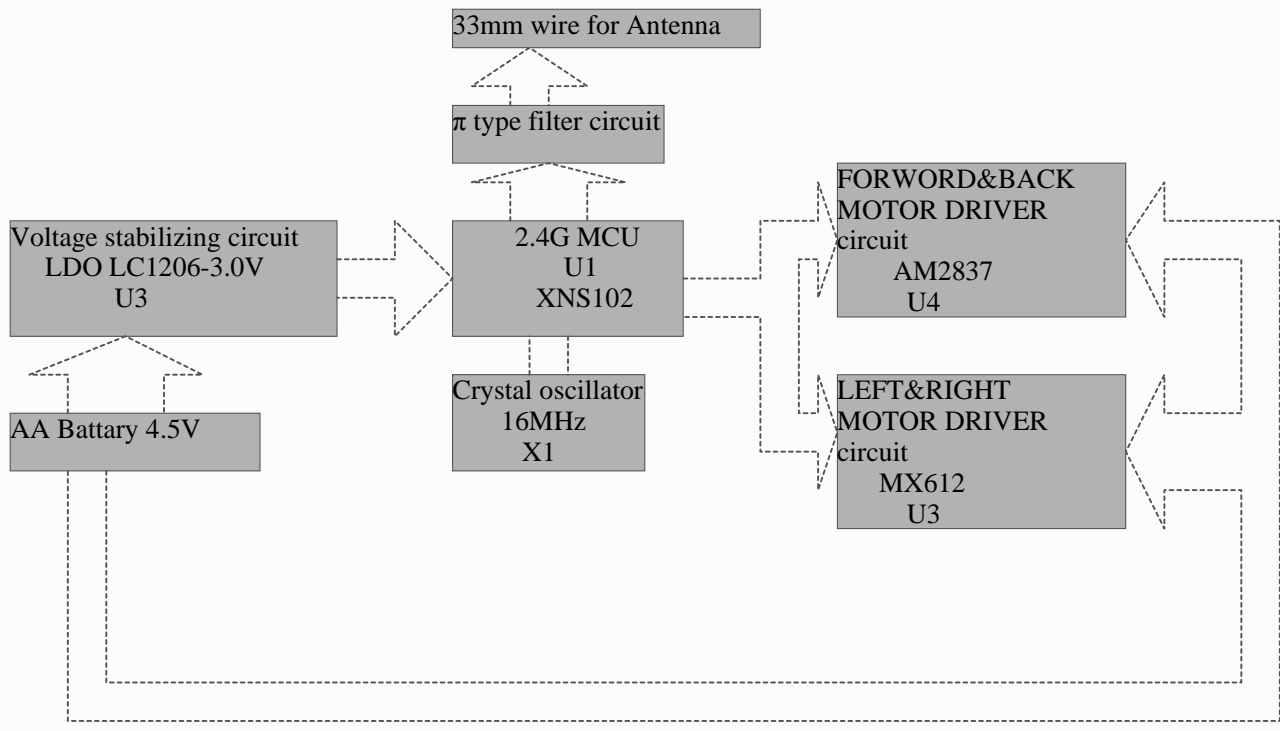 33mm wire for Antenna
π type filter circuit
Voltage stabilizing circuit
LDO LC1206-3.0V
U3
2.4G MCU
U1
XNS102
FORWORD&BACK
MOTOR DRIVER
circuit
AM2837
U4
AA Battary 4.5V
Crystal oscillator
16MHz
X1
LEFT&RIGHT
MOTOR DRIVER
circuit
MX612
U3